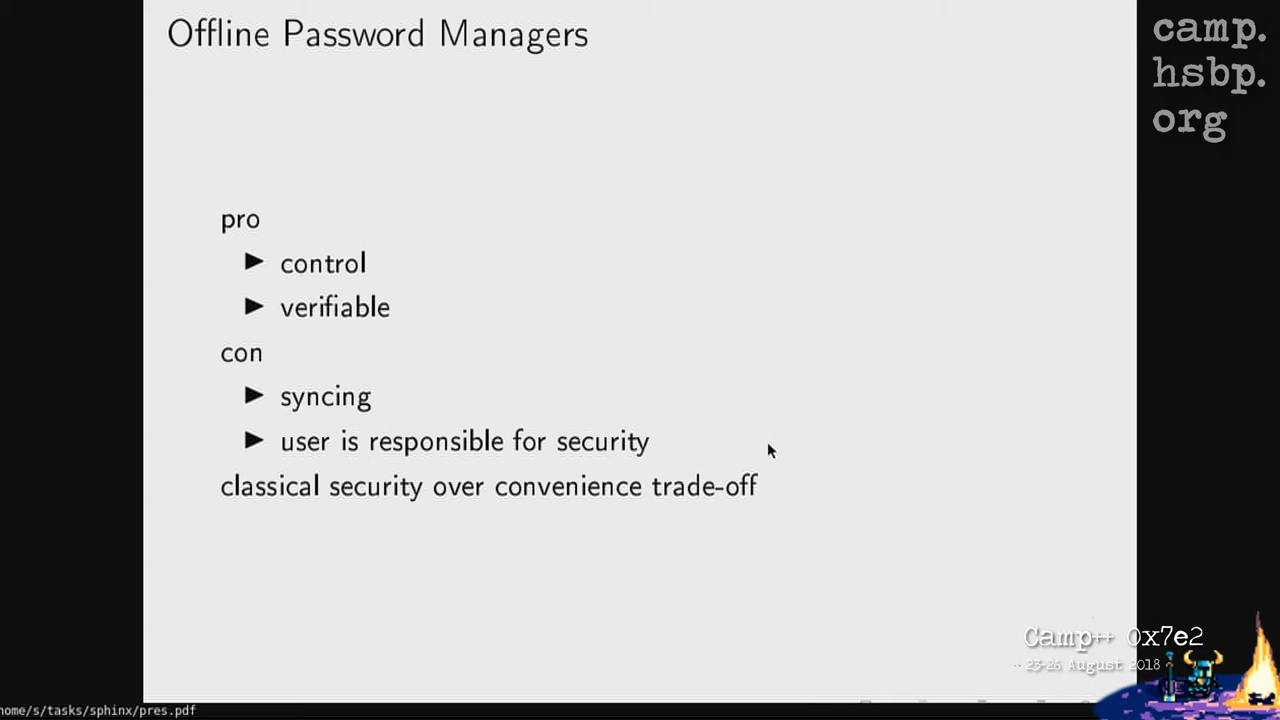 Offline Password Managers
camp.
hsbp.
org
pro
▶ control
▶ verifiable
con
▶ syncing
▶ user is responsible for security
classical security over convenience trade-off
Camp++ 0x7e2
23-26 August 2018
home/s/tasks/sphinx/pres.pdf